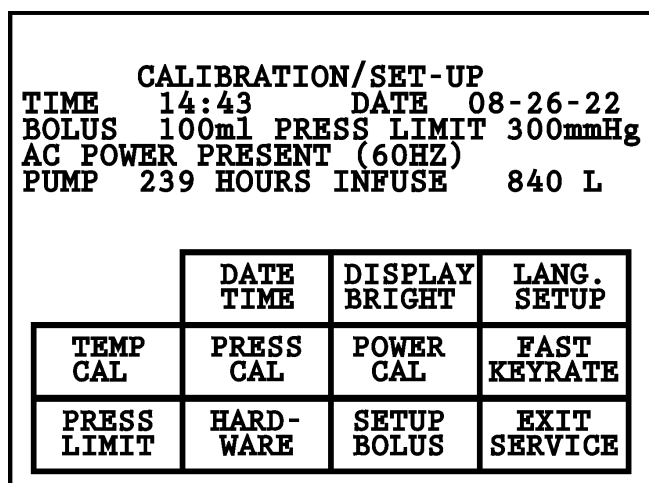 CALIBRATION/SET-UP
TIME 14:43 DATE 08-26-22
BOLUS 100ml PRESS LIMIT 300mmHg
AC POWER PRESENT (60HZ)
PUMP 239 HOURS INFUSE 840 L
DATE TIME
DISPLAY BRIGHT
LANG. SETUP
TEMP CAL
PRESS CAL
POWER CAL
FAST KEYRATE
PRESS LIMIT
HARD-WARE
SETUP BOLUS
EXIT SERVICE